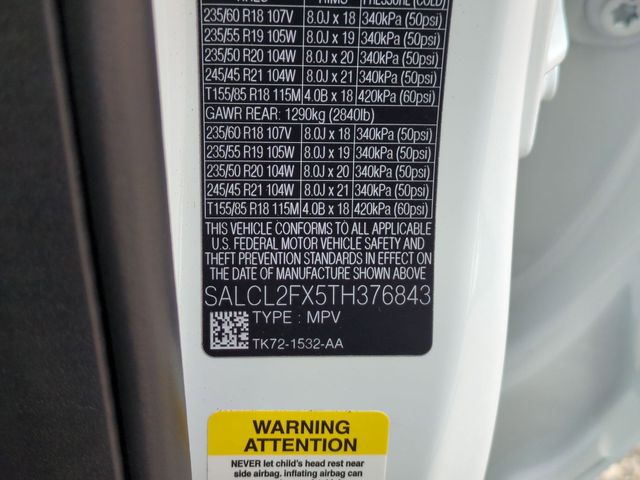 TIRES RIMS PRESSURE (COLD)
235/60 R18 107V 8.0J x 18 340kPa (50psi)
235/55 R19 105W 8.0J x 19 340kPa (50psi)
235/50 R20 104W 8.0J x 20 340kPa (50psi)
245/45 R21 104W 8.0J x 21 340kPa (50psi)
T155/85 R18 115M 4.0B x 18 420kPa (60psi)
GAWR REAR: 1290kg (2840lb)
235/60 R18 107V 8.0J x 18 340kPa (50psi)
235/55 R19 105W 8.0J x 19 340kPa (50psi)
235/50 R20 104W 8.0J x 20 340kPa (50psi)
245/45 R21 104W 8.0J x 21 340kPa (50psi)
T155/85 R18 115M 4.0B x 18 420kPa (60psi)
THIS VEHICLE CONFORMS TO ALL APPLICABLE
U.S. FEDERAL MOTOR VEHICLE SAFETY AND
THEFT PREVENTION STANDARDS IN EFFECT ON
THE DATE OF MANUFACTURE SHOWN ABOVE
SALCL2FX5TH376843
TYPE : MPV
TK72-1532-AA
WARNING
ATTENTION
NEVER let child's head rest near
side airbag. inflating airbag can